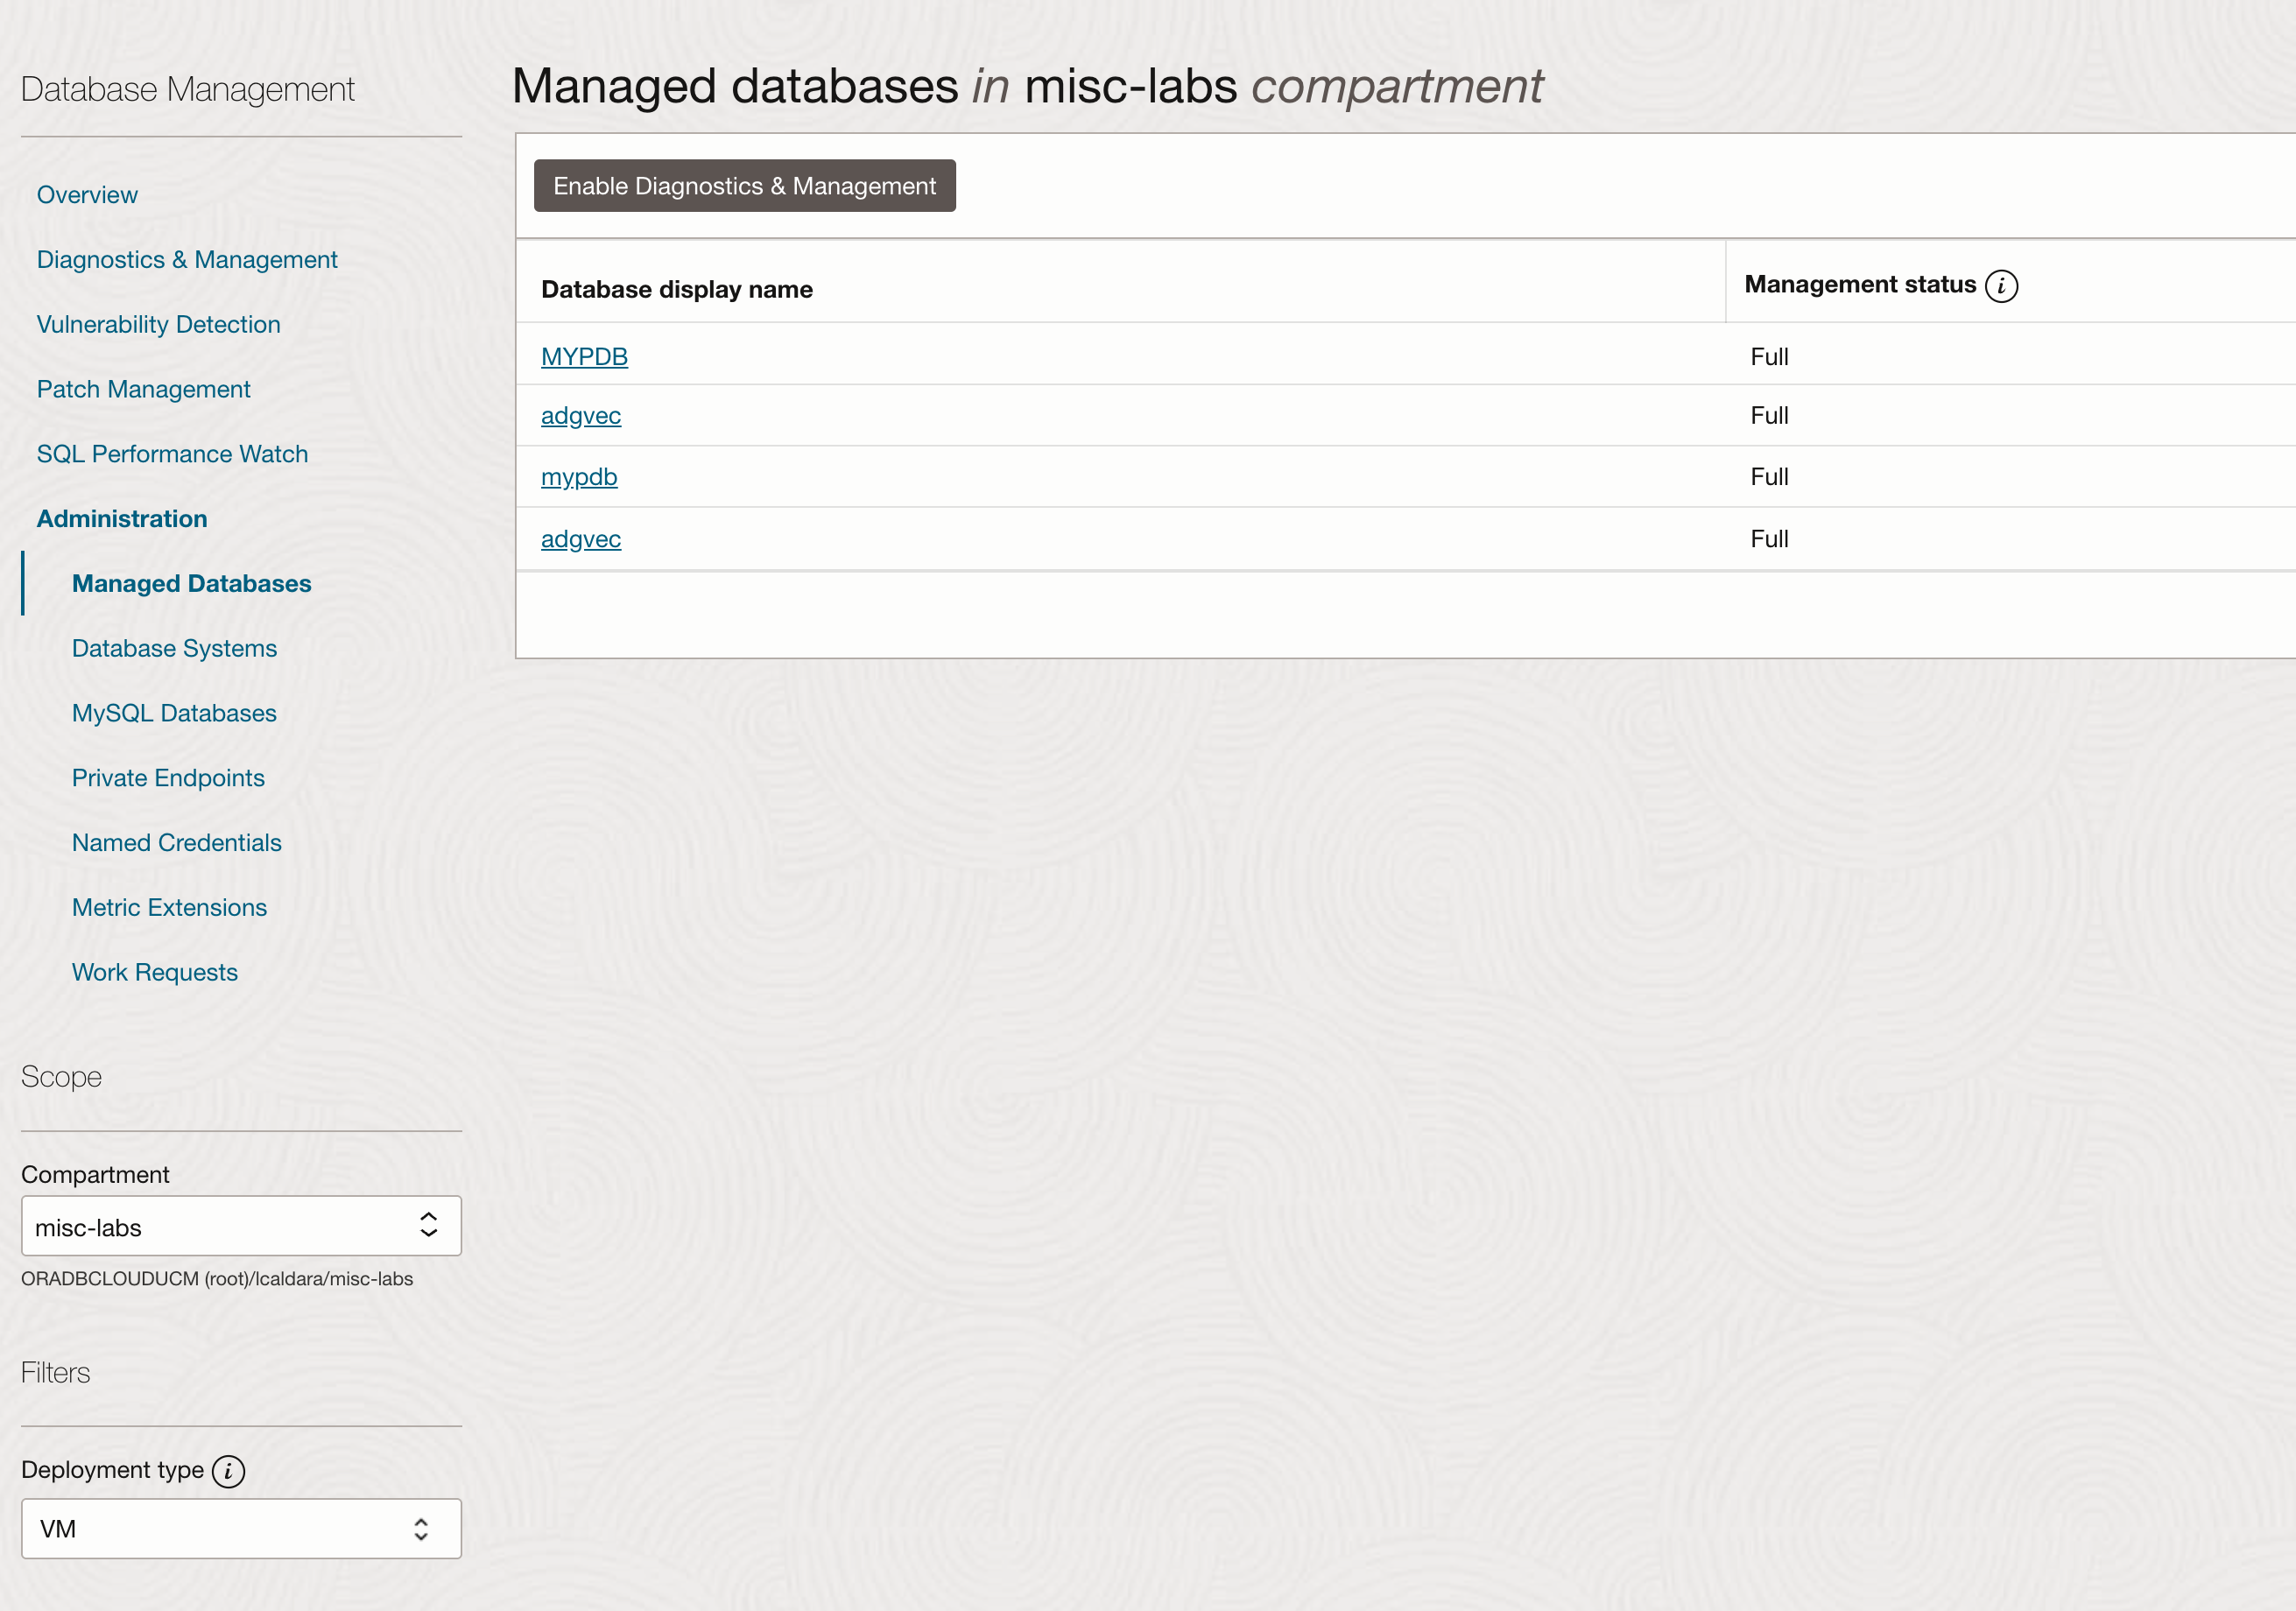 Database Management
Overview
Diagnostics & Management
Vulnerability Detection
Patch Management
SQL Performance Watch
Administration
Managed Databases
Database Systems
MySQL Databases
Private Endpoints
Named Credentials
Metric Extensions
Work Requests
Scope
Compartment
misc-labs
ORADBCLOUDUCM (root)/lcaldara/misc-labs
Filters
Deployment type i
VM
Managed databases in misc-labs compartment
Enable Diagnostics & Management
Database display name Management status i
MYPDB Full
adgvec Full
mypdb Full
adgvec Full